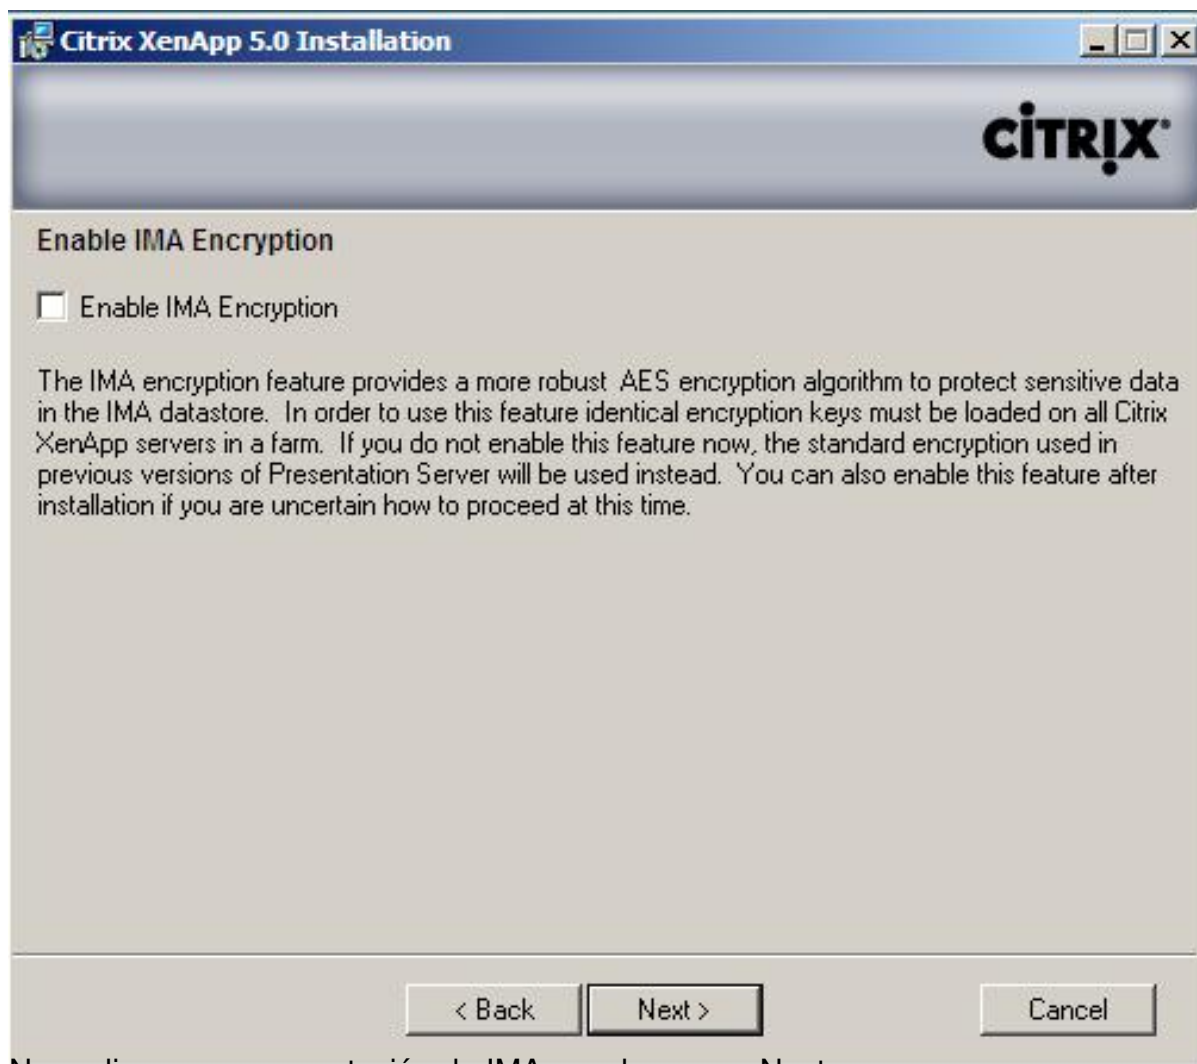 Citrix XenApp 5.0 Installation
CITRIX
Enable IMA Encryption
Enable IMA Encryption
The IMA encryption feature provides a more robust AES encryption algorithm to protect sensitive data
in the IMA datastore. In order to use this feature identical encryption keys must be loaded on all Citrix
XenApp servers in a farm. If you do not enable this feature now, the standard encryption used in
previous versions of Presentation Server will be used instead. You can also enable this feature after
installation if you are uncertain how to proceed at this time.
< Back
Next >
Cancel
IMA